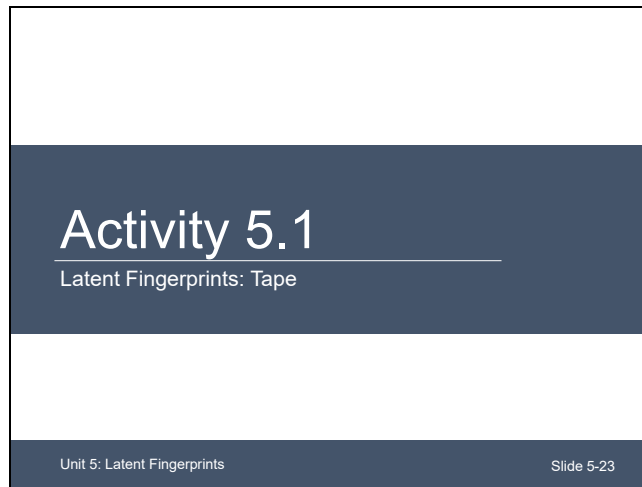 Activity 5.1
Latent Fingerprints: Tape
Unit 5: Latent Fingerprints
Slide 5-23